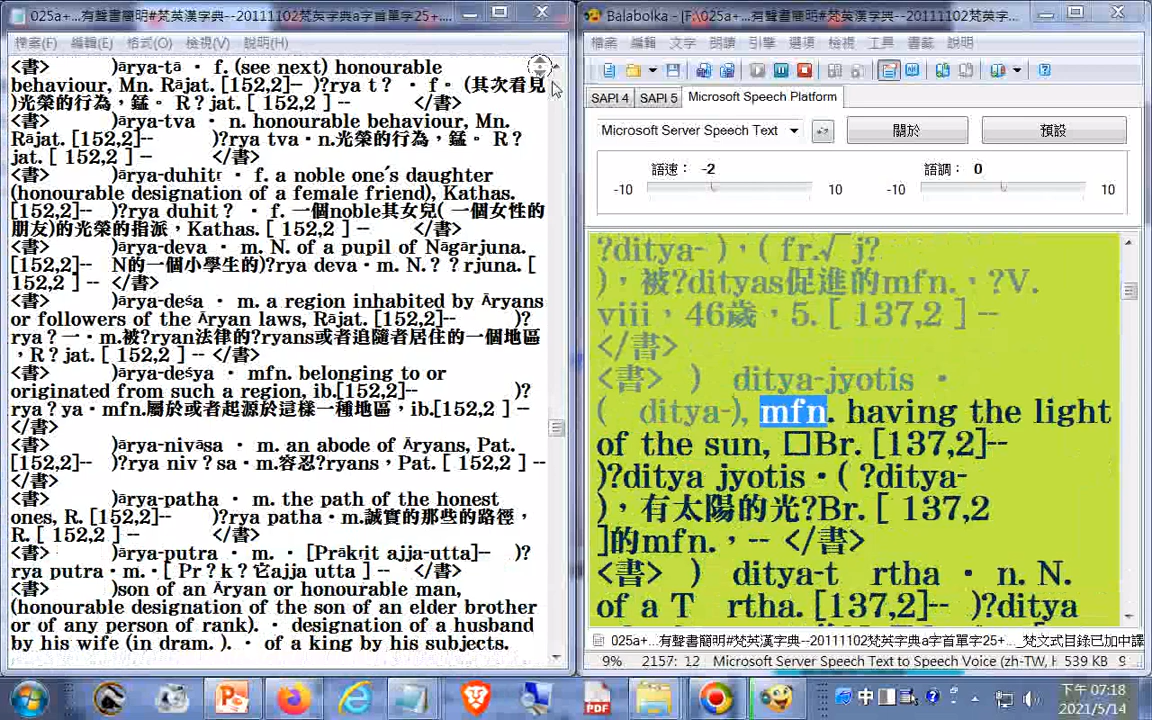 025a+...有聲書簡明#梵英漢字典--20111102梵英字典a字首單字25+ ...
檔案(F) 編輯(E) 格式(O) 檢視(V) 說明(H)
<書> )ārya-tā • f. (see next) honourable
behaviour, Mn. Rājat. [152,2]-- )?rya t? • f。(其次看見
)光榮的行為，錳。 R? jat. [ 152,2 ] -- </書>
<書> )ārya-tva • n. honourable behaviour, Mn.
Rājat. [152,2]-- )?rya tva • n.光榮的行為，錳。 R?
jat. [ 152,2 ] -- </書>
<書> )ārya-duhitṛ • f. a noble one's daughter
(honourable designation of a female friend), Kathas.
[152,2]-- )?rya duhit? • f. 一個noble其女兒( 一個女性的
朋友)的光榮的指派，Kathas. [ 152,2 ] -- </書>
<書> )ārya-deva • m. N. of a pupil of Nāgārjuna.
[152,2]-- N的一個小學生的)?rya deva • m. N. ? ? rjuna. [
152,2 ] -- </書>
<書> )ārya-deśa • m. a region inhabited by Āryans
or followers of the Āryan laws, Rājat. [152,2]-- )?
rya? 一 • m.被?ryan法律的?ryans或者追隨者居住的一個地區
，R? jat. [ 152,2 ] -- </書>
<書> )ārya-deśya • mfn. belonging to or
originated from such a region, ib.[152,2]-- )?
rya?ya • mfn.屬於或者起源於這樣一種地區，ib.[152,2 ] --
</書>
<書> )ārya-nivāsa • m. an abode of Āryans, Pat.
[152,2]-- )?rya niv? sa • m.容忍?ryans，Pat. [ 152,2 ] --
</書>
<書> )ārya-patha • m. the path of the honest
ones, R. [152,2]-- )?rya patha • m.誠實的那些的路徑，
R. [ 152,2 ] -- </書>
<書> )ārya-putra • m. • [Prākṛit ajja-utta]-- )?
rya putra • m. • [ Pr?k?它ajja utta ] -- </書>
<書> )son of an Āryan or honourable man,
(honourable designation of the son of an elder brother
or of any person of rank). • designation of a husband
by his wife (in dram. ). • of a king by his subjects.
Balabolka - [F:\025a+...有聲書簡明#梵英漢字典--20111102梵英字...
檔案 編輯 文字 朗讀 引擎 選項 檢視 工具 書籤 說明
SAPI 4 SAPI 5 Microsoft Speech Platform
Microsoft Server Speech Text 關於 預設
語速： -2 語調： 0
-10 10 -10 10
?ditya- )，( fr.√ j?
)，被?dityas促進的mfn.，?V.
viii，46歲，5. [ 137,2 ] --
</書>
<書> ) ditya-jyotis •
( ditya-), mfn. having the light
of the sun, □Br. [137,2]--
)?ditya jyotis • ( ?ditya-
)，有太陽的光?Br. [ 137,2
]的mfn.，-- </書>
<書> ) ditya-t rtha • n. N.
of a T rtha. [137,2]-- )?ditya
025a+...有聲書簡明#梵英漢字典--20111102梵英字典a字首單字25+ ..._梵文式目錄已加中譯
9% 2157: 12 Microsoft Server Speech Text to Speech Voice (zh-TW, H 539 KB 9
PDF 中 下午 07:18
2021/5/14